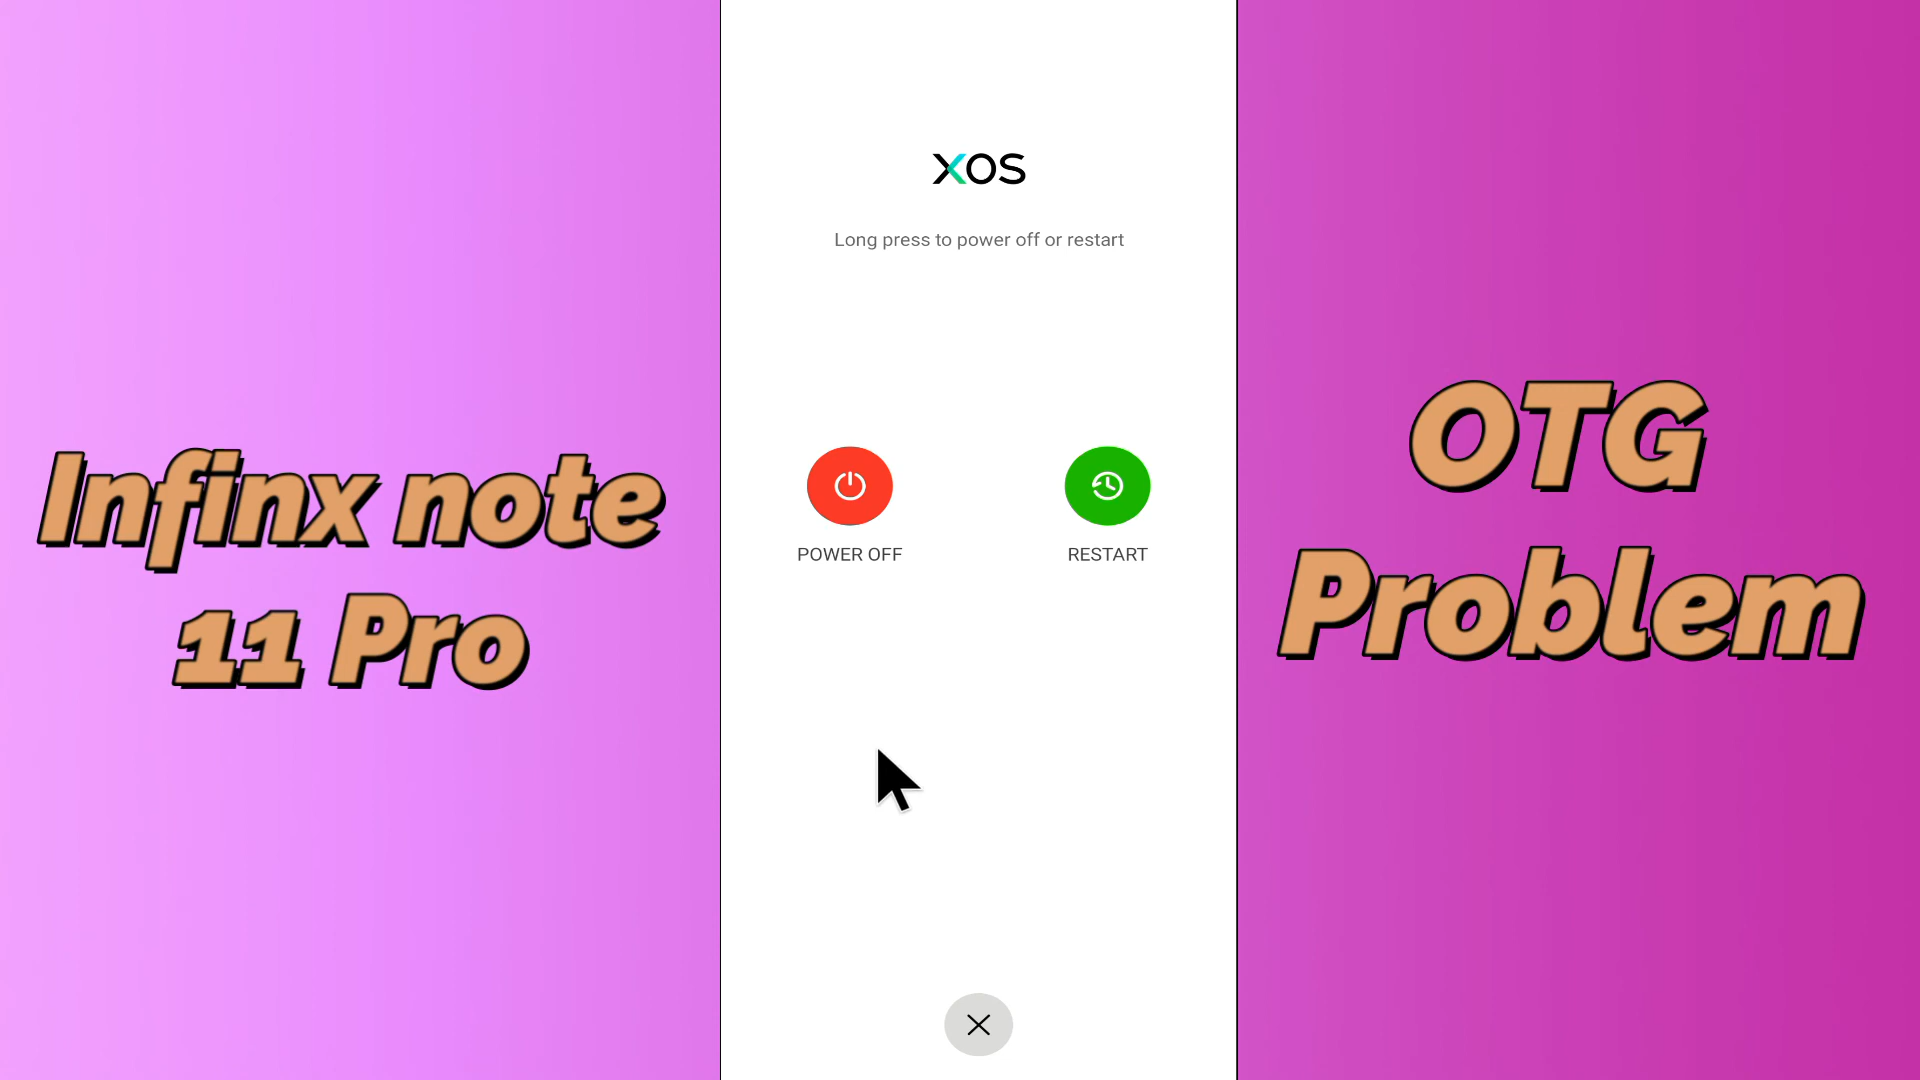 Infinx note
11 Pro
XOS
Long press to power off or restart
POWER OFF
RESTART
OTG
Problem